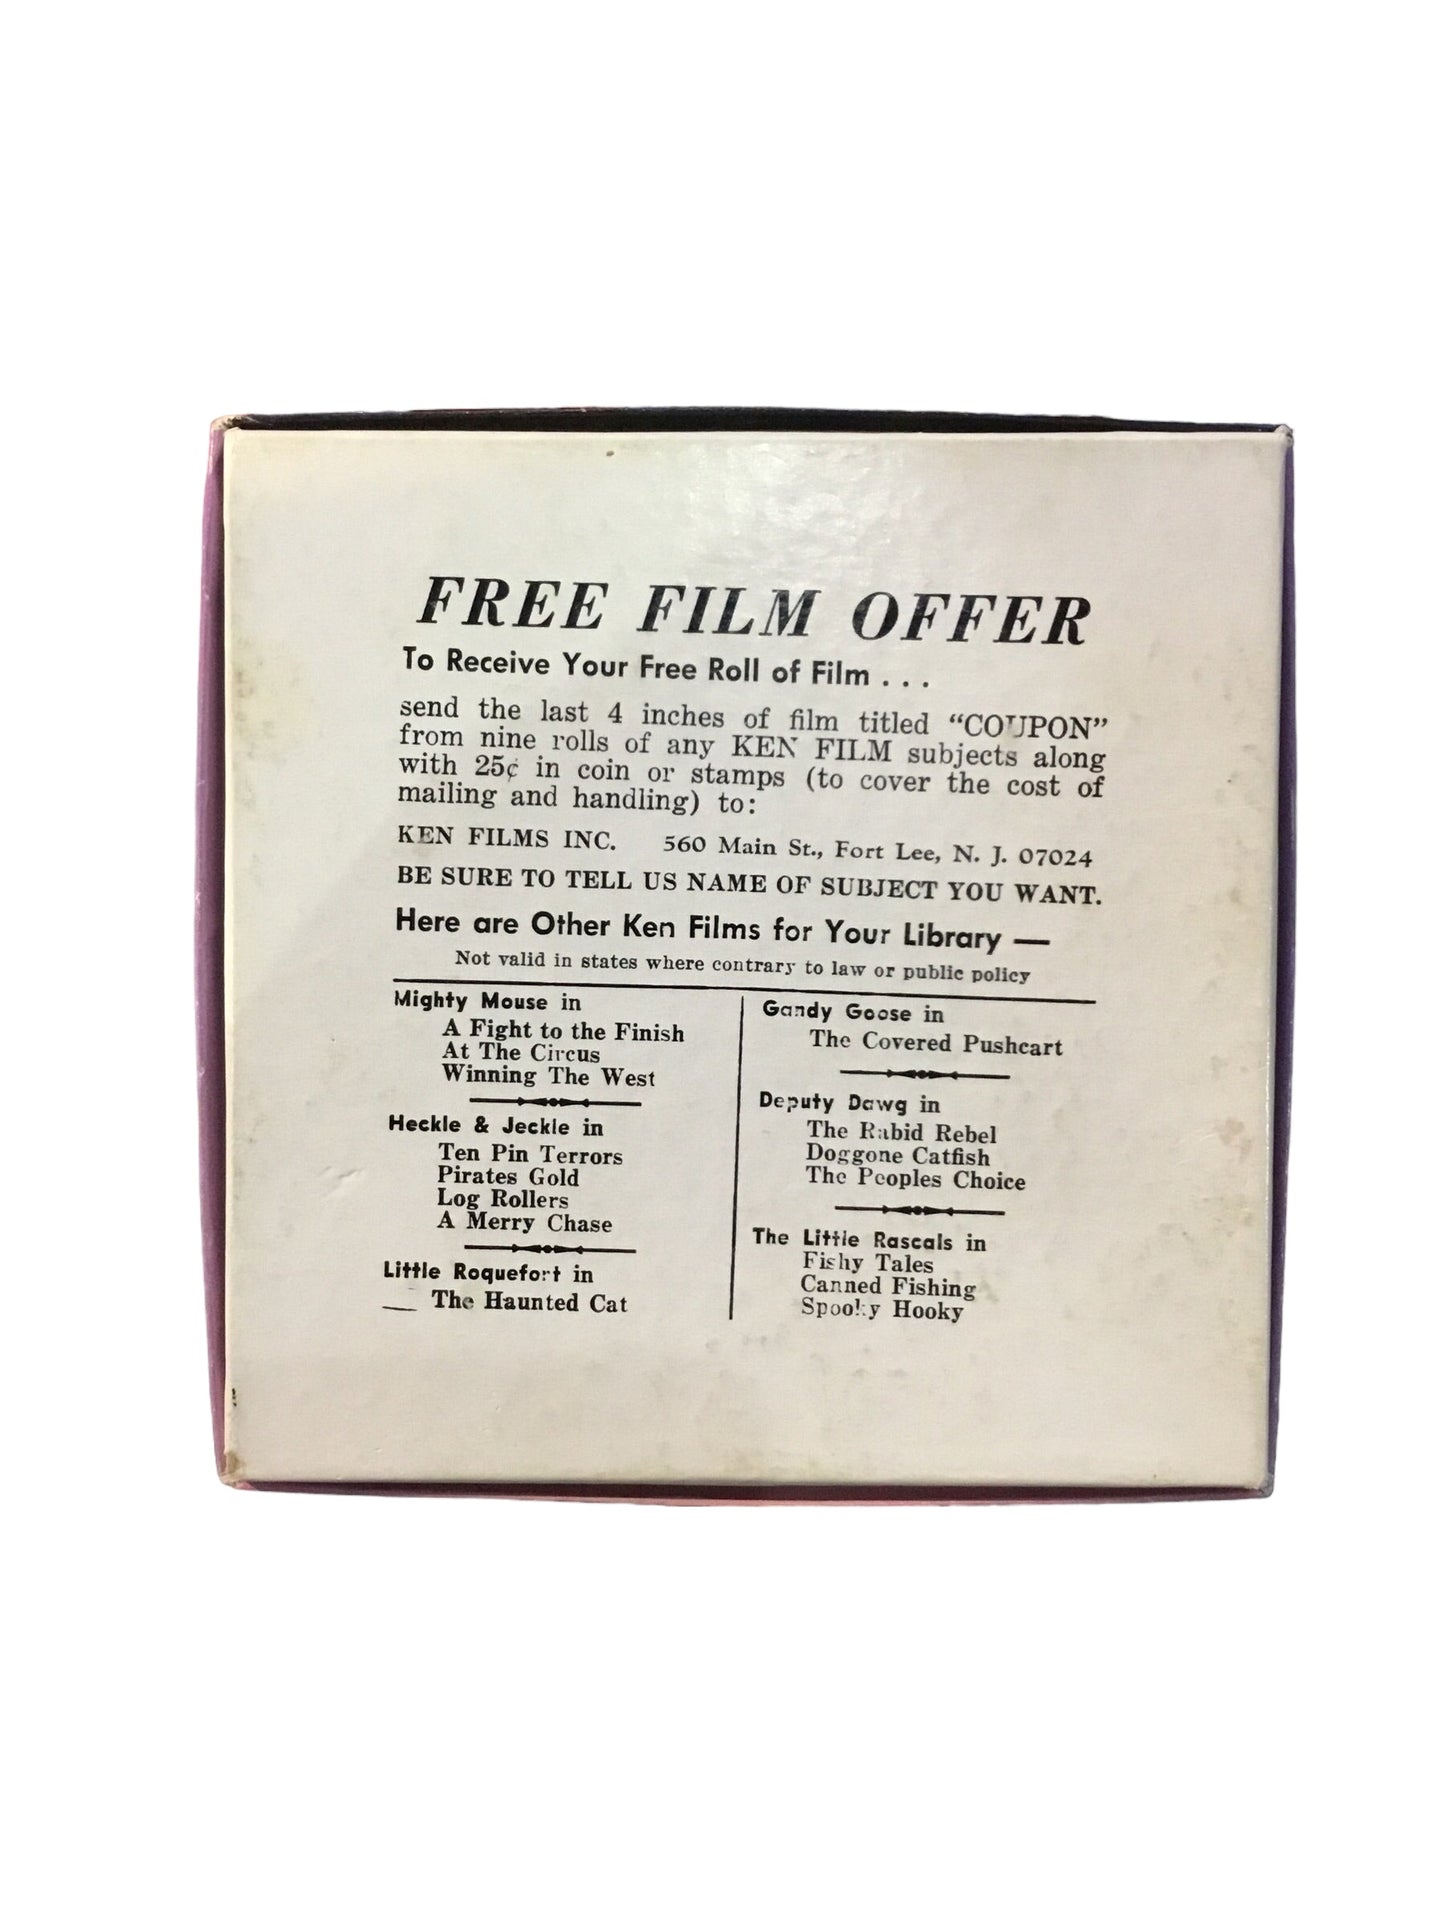 FREE FILM OFFER
To Receive Your Free Roll of Film . . .
send the last 4 inches of film titled “COUPON”
from nine rolls of any KEN FILM subjects along
with 25¢ in coin or stamps (to cover the cost of
mailing and handling) to:
KEN FILMS INC. 560 Main St., Fort Lee, N. J. 07024
BE SURE TO TELL US NAME OF SUBJECT YOU WANT.
Here are Other Ken Films for Your Library —
Not valid in states where contrary to law or public policy
Mighty Mouse in
A Fight to the Finish
At The Circus
Winning The West
Heckle & Jeckle in
Ten Pin Terrors
Pirates Gold
Log Rollers
A Merry Chase
Little Roquefort in
The Haunted Cat
Gandy Goose in
The Covered Pushcart
Deputy Dawg in
The Rabid Rebel
Doggone Catfish
The Peoples Choice
The Little Rascals in
Fishy Tales
Canned Fishing
Spooky Hooky